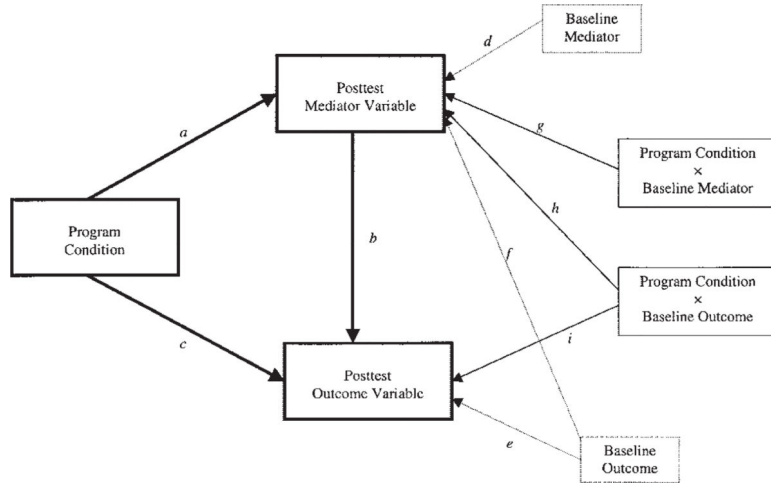 Baseline
Mediator
d
Posttest
Mediator Variable
a
g
Program Condition
×
Baseline Mediator
h
Program
Condition
b
f
Program Condition
×
Baseline Outcome
c
i
Posttest
Outcome Variable
e
Baseline
Outcome